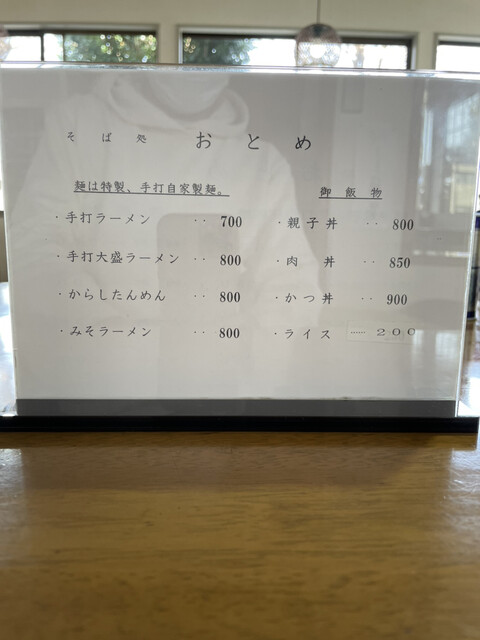 そば処 おとめ
麺は特製、手打自家製麺。
・手打ラーメン ‥ 700
・手打大盛ラーメン ‥ 800
・からしたんめん ‥ 800
・みそラーメン ‥ 800
御飯物
・親子丼 ‥ 800
・肉丼 ‥ 850
・かつ丼 ‥ 900
・ライス …… 200